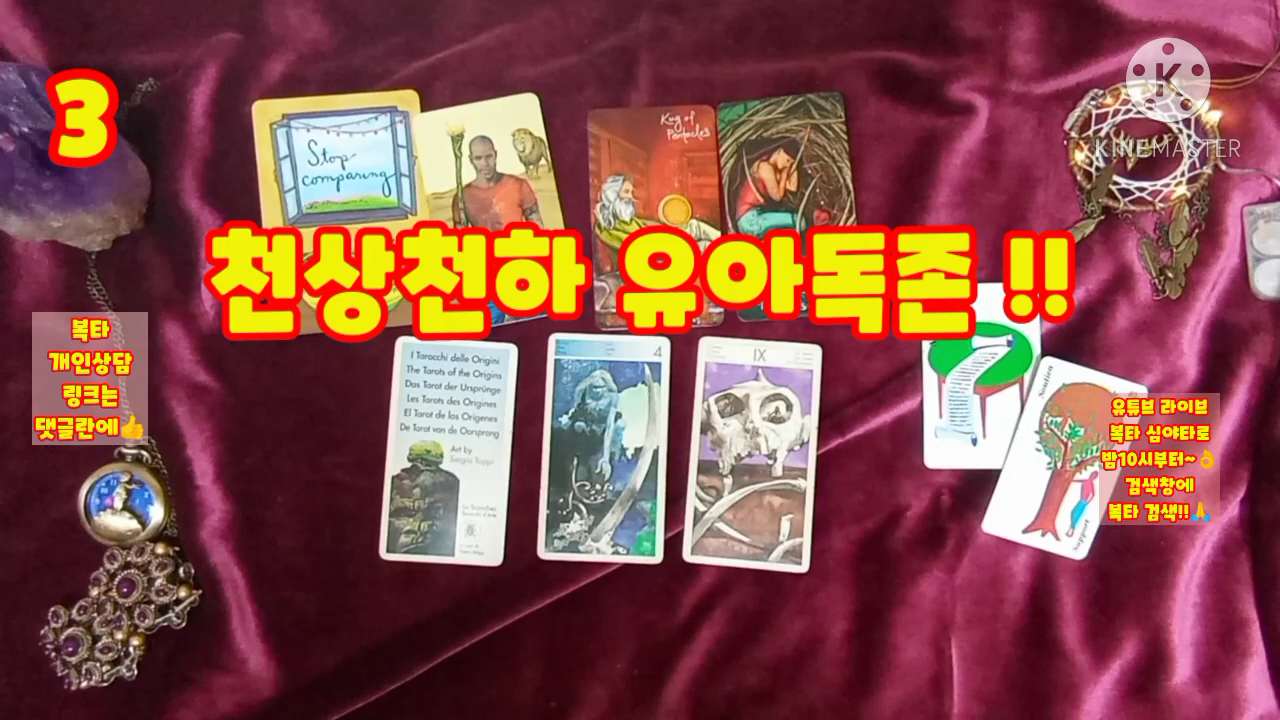 3
KINEMASTER
Stop
comparing
King of
Pentacles
천상천하 유아독존 !!
복타
개인상담
링크는
댓글란에👍
I Tarocchi delle Origini
The Tarots of the Origins
Das Tarot der Ursprünge
Les Tarots des Origines
El Tarot de los Orígenes
De Tarot van de Oorsprong
Art by
Sergio Toppi
4
IX
Soutien
Support
유튜브 라이브
복타 심야타로
밤10시부터~👌
검색창에
복타 검색!!🙏